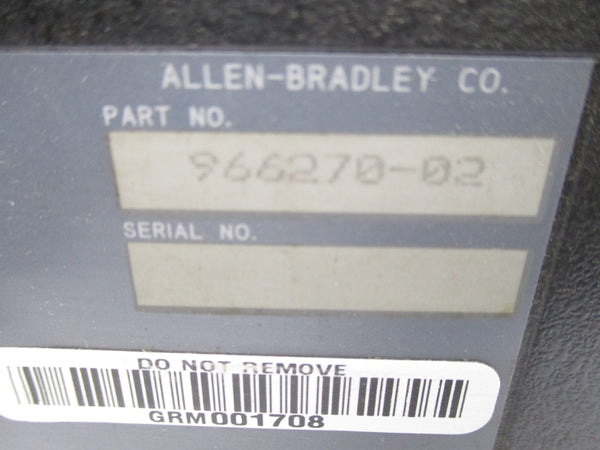 ALLEN-BRADLEY CO.
PART NO.
966270-02
SERIAL NO.
DO NOT REMOVE
GRM001708